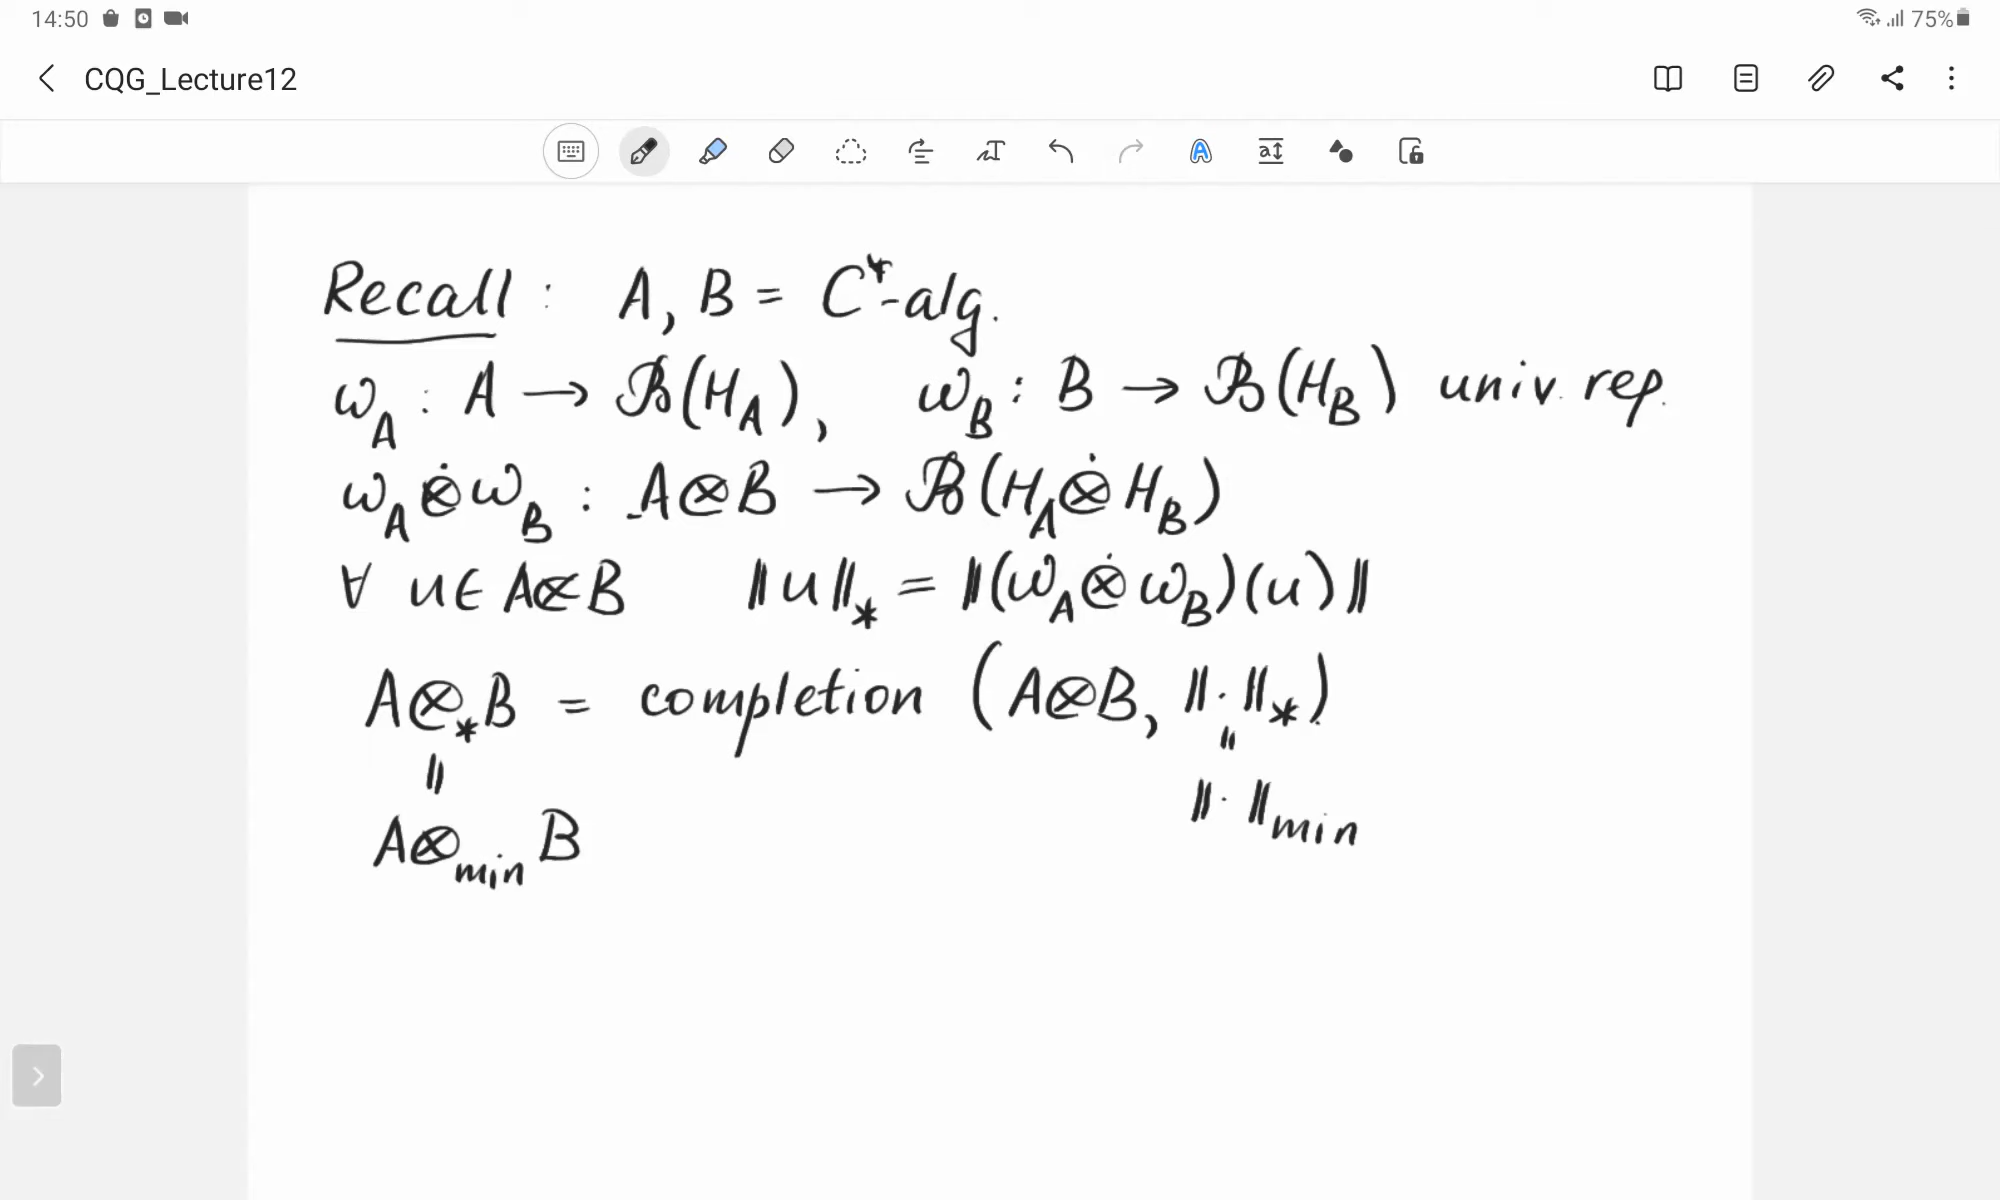 14:50 75%
CQG_Lecture12
Recall : A, B = C*-alg.
ω_A : A → ℬ(H_A), ω_B : B → ℬ(H_B) univ. rep.
ω_A ⊗̇ ω_B : A⊗B → ℬ(H_A ⊗̇ H_B)
∀ u ∈ A⊗B ‖u‖_* = ‖(ω_A ⊗̇ ω_B)(u)‖
A⊗_*B = completion (A⊗B, ‖·‖_*)
‖ "
A⊗_min B ‖·‖_min